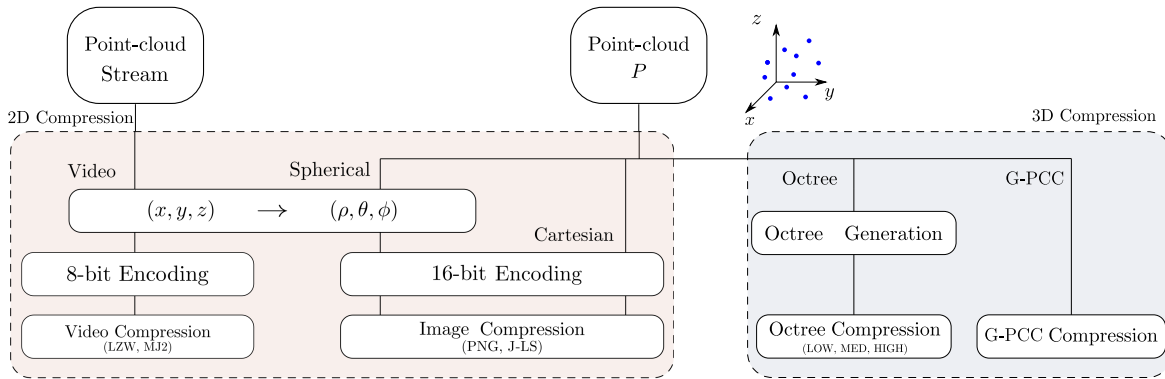 Point-cloud
Stream
Point-cloud
P
z
y
x
2D Compression
3D Compression
Video
Spherical
Octree
G-PCC
(x, y, z) → (ρ, θ, ϕ)
Cartesian
Octree Generation
8-bit Encoding
16-bit Encoding
Video Compression
(LZW, MJ2)
Image Compression
(PNG, J-LS)
Octree Compression
(LOW, MED, HIGH)
G-PCC Compression